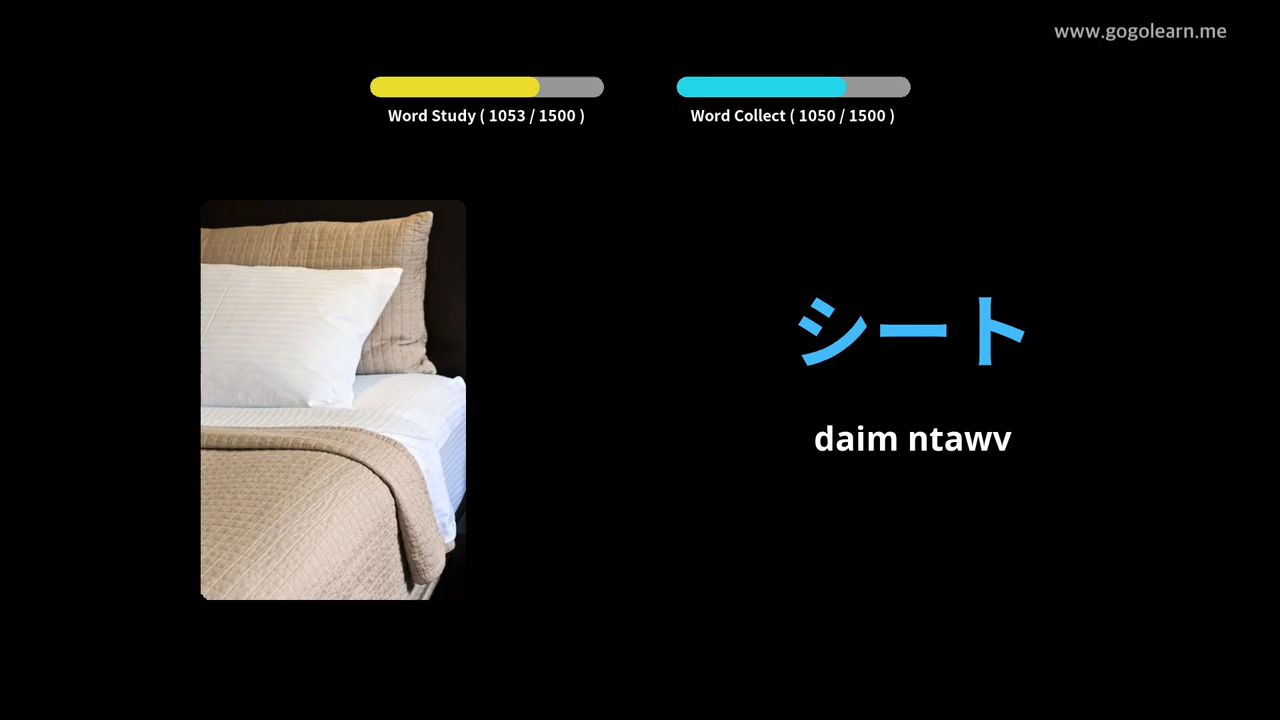 www.gogolearn.me
Word Study ( 1053 / 1500 )
Word Collect ( 1050 / 1500 )
シート
daim ntawv